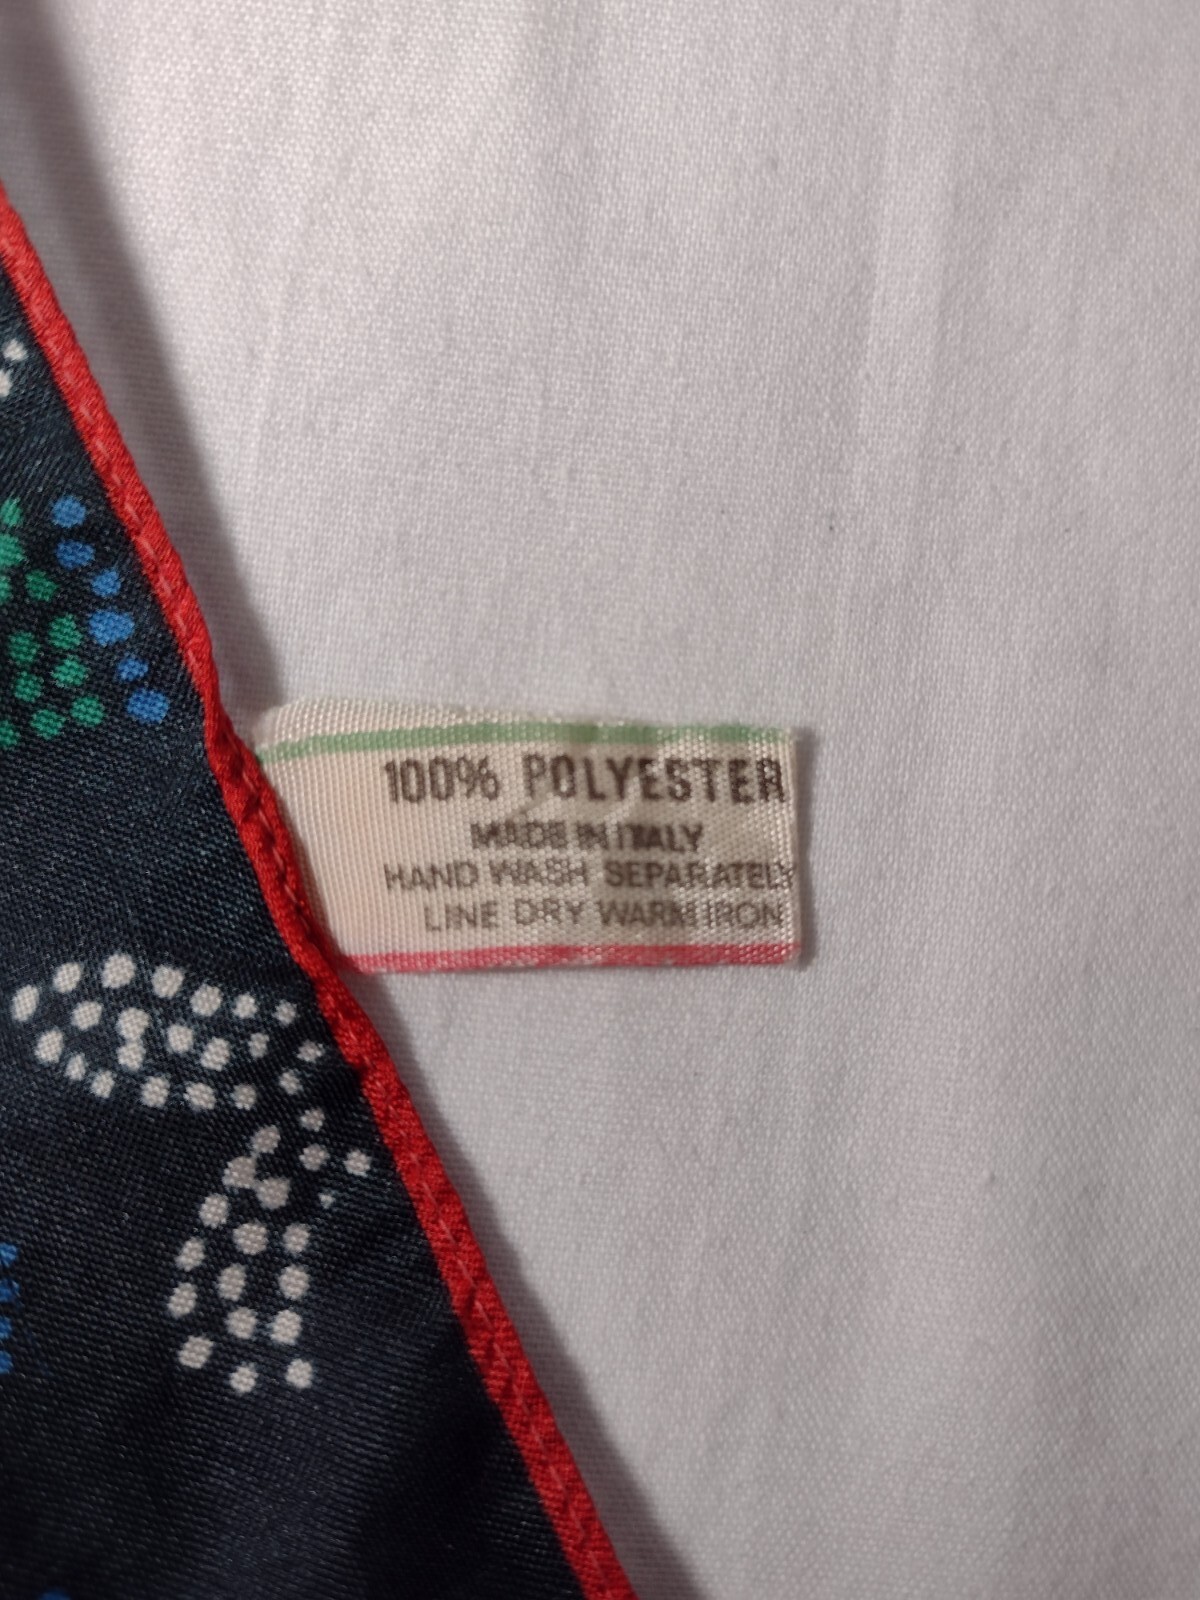 100% POLYESTER
MADE IN ITALY
HAND WASH SEPARATELY
LINE DRY WARM IRON